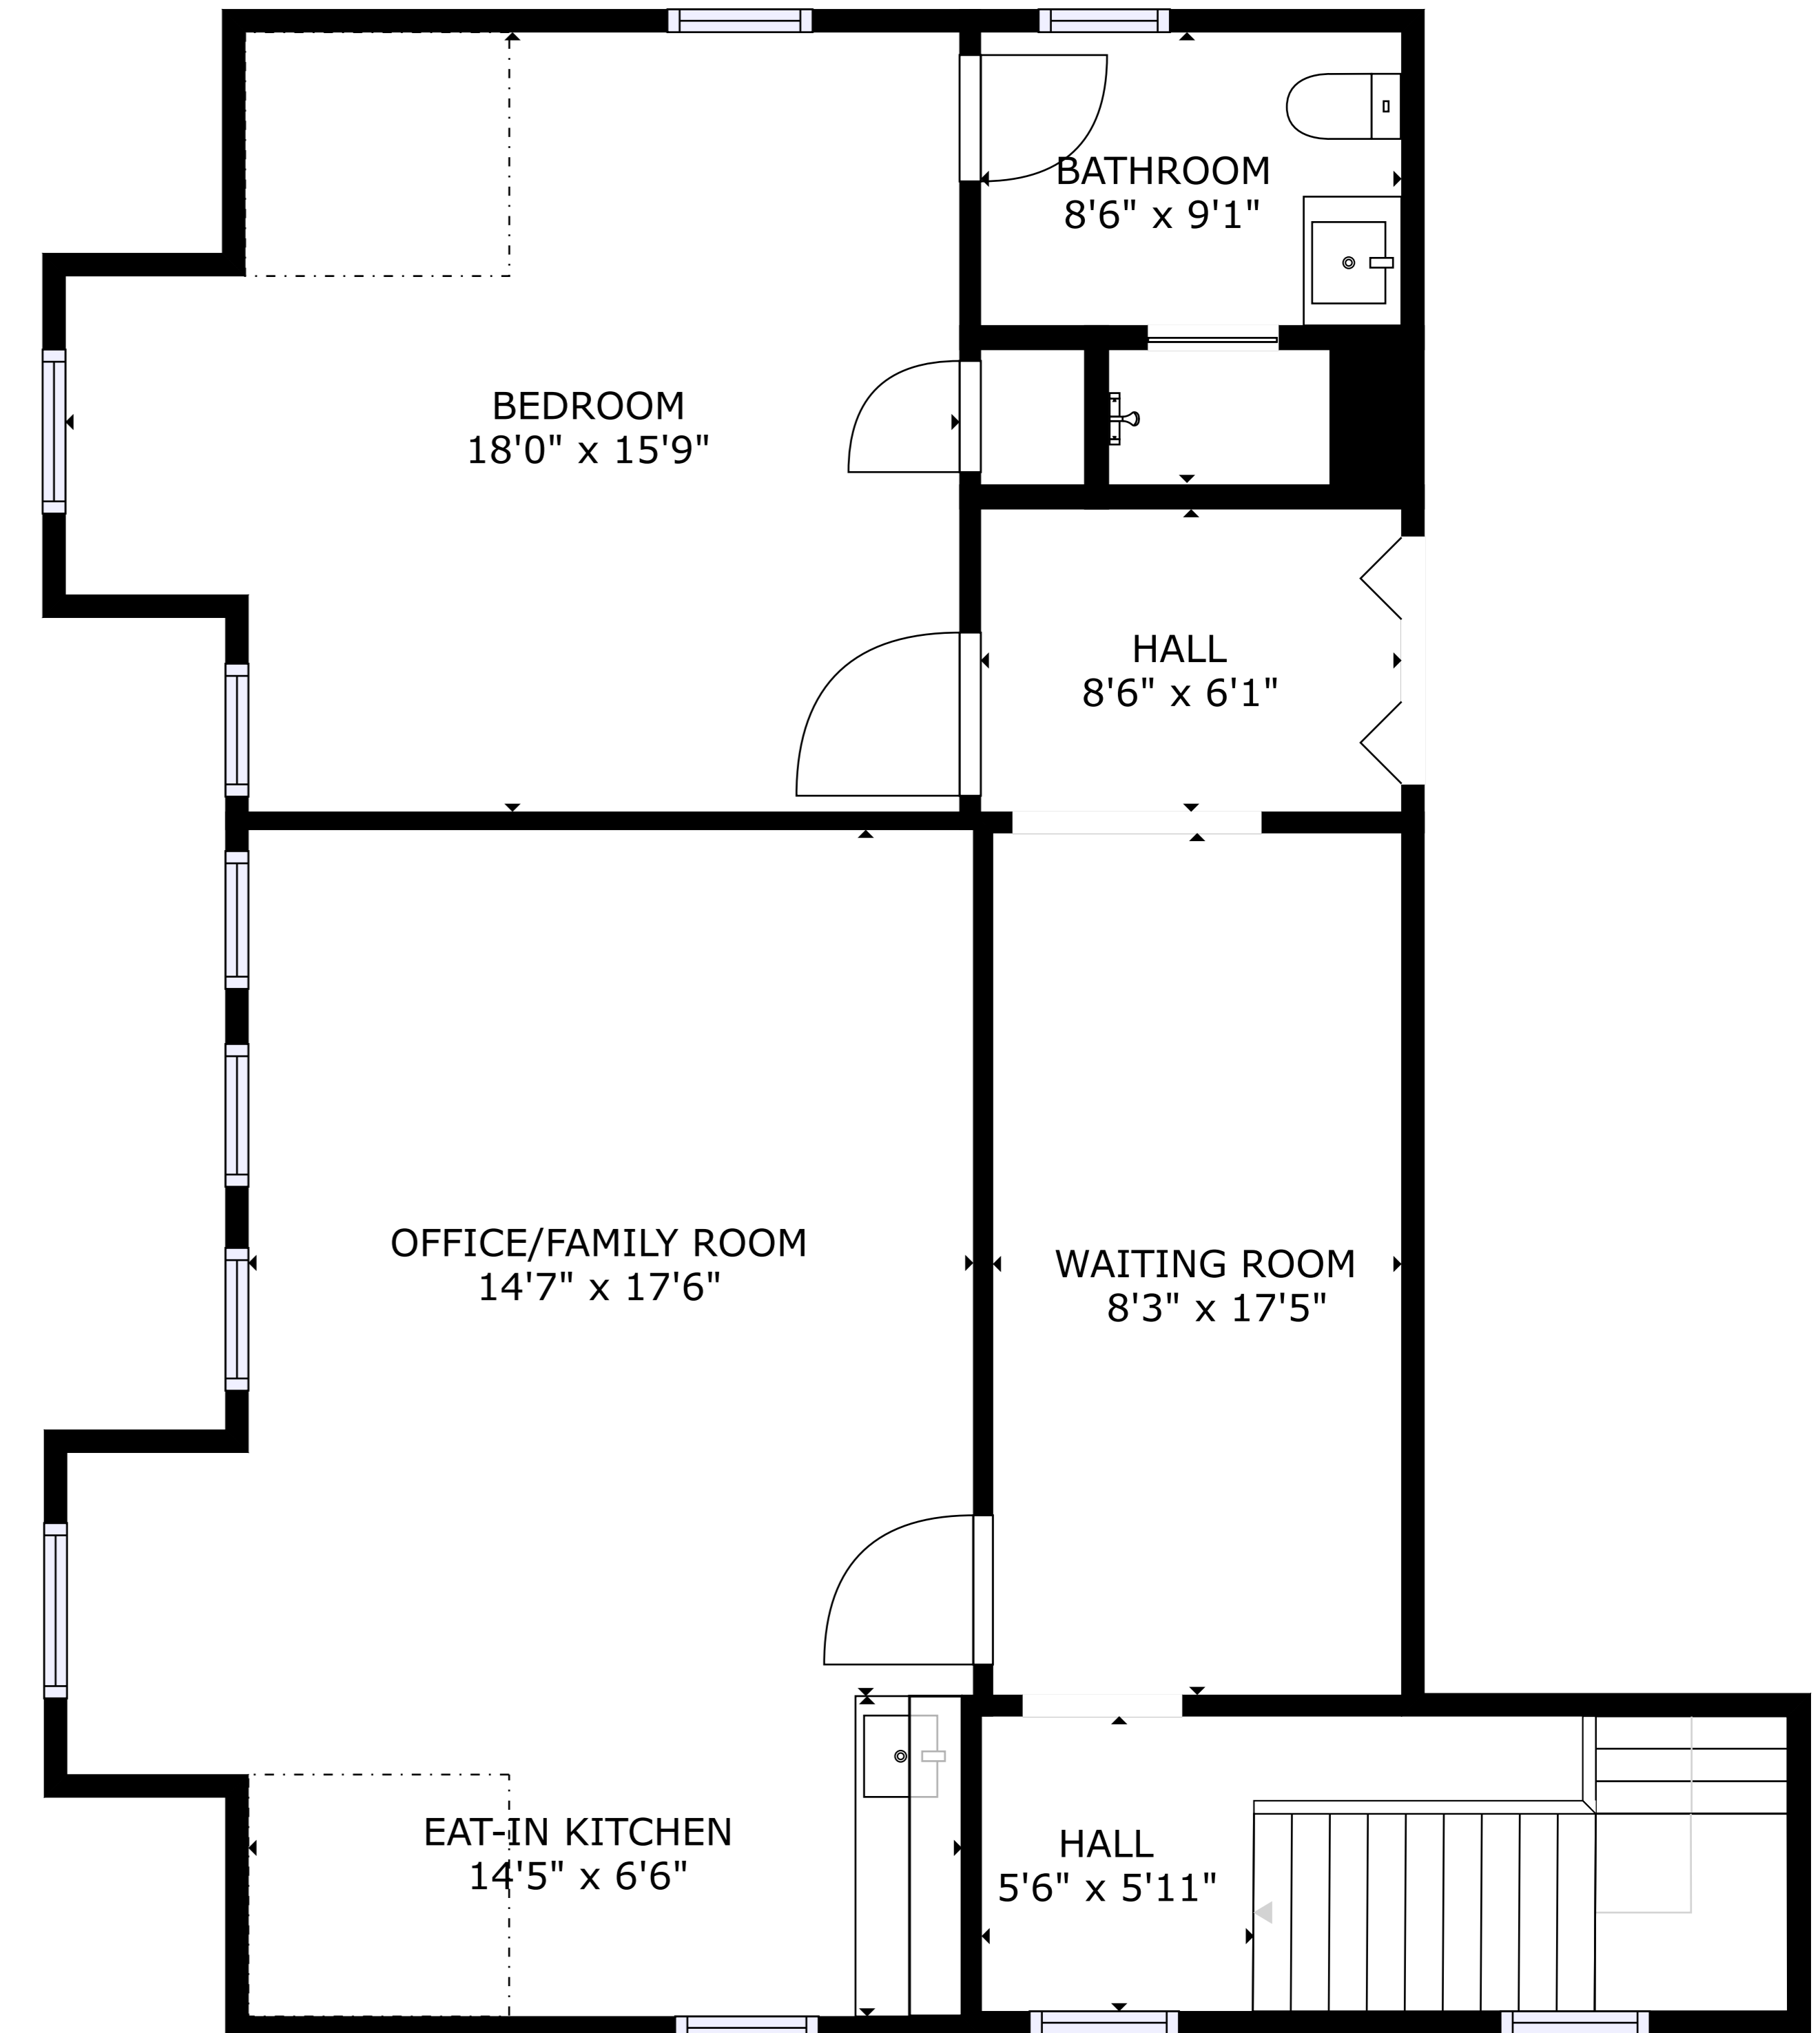 BATHROOM
8'6" x 9'1"
BEDROOM
18'0" x 15'9"
HALL
8'6" x 6'1"
OFFICE/FAMILY ROOM
14'7" x 17'6"
WAITING ROOM
8'3" x 17'5"
EAT-IN KITCHEN
14'5" x 6'6"
HALL
5'6" x 5'11"